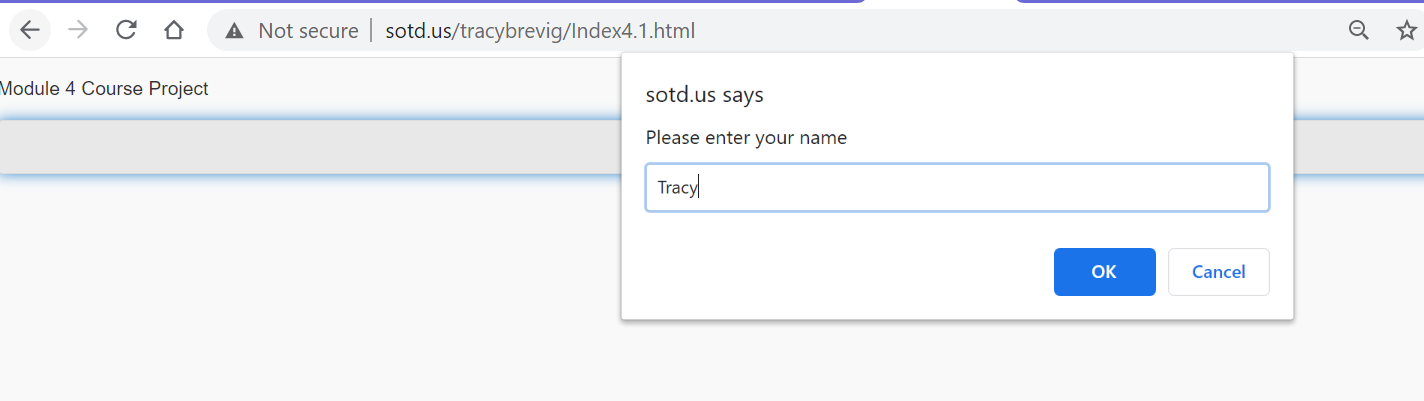 Not secure | sotd.us/tracybrevig/Index4.1.html
Module 4 Course Project
sotd.us says
Please enter your name
Tracy
OK Cancel